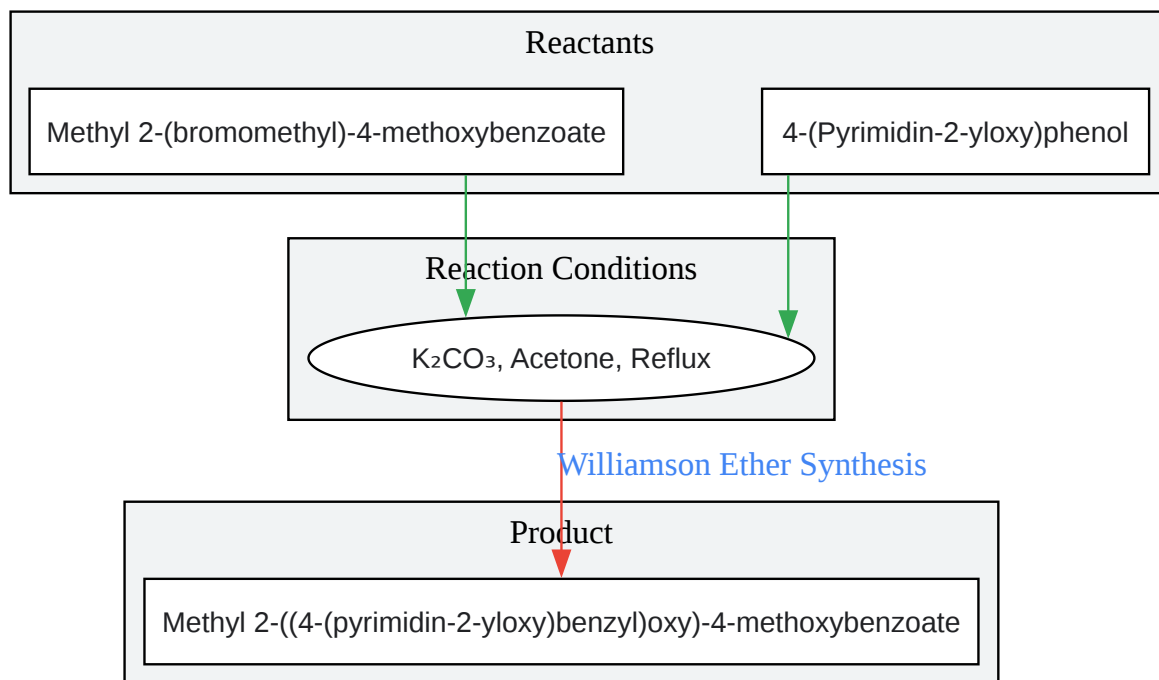 Reactants
Methyl 2-(bromomethyl)-4-methoxybenzoate
4-(Pyrimidin-2-yloxy)phenol
Reaction Conditions
K₂CO₃, Acetone, Reflux
Williamson Ether Synthesis
Product
Methyl 2-((4-(pyrimidin-2-yloxy)benzyl)oxy)-4-methoxybenzoate